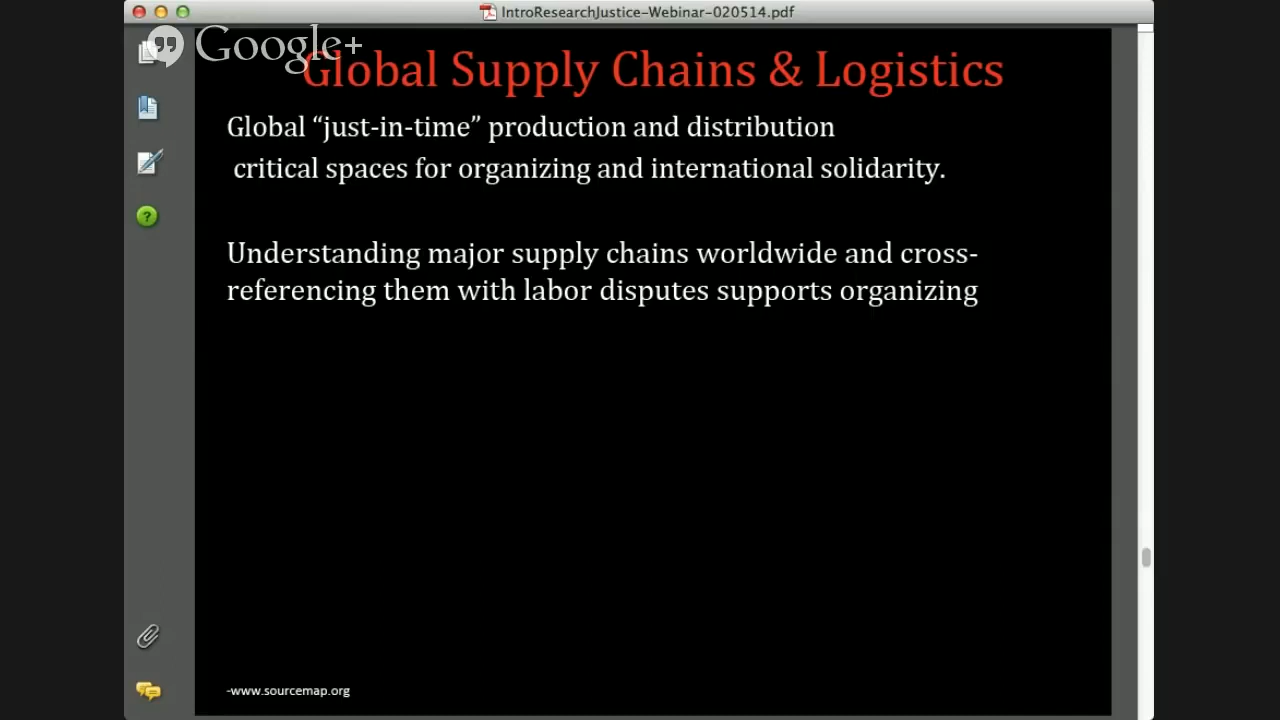 IntroResearchJustice-Webinar-020514.pdf
Google+
Global Supply Chains & Logistics
Global “just-in-time” production and distribution
critical spaces for organizing and international solidarity.
Understanding major supply chains worldwide and cross-
referencing them with labor disputes supports organizing
-www.sourcemap.org